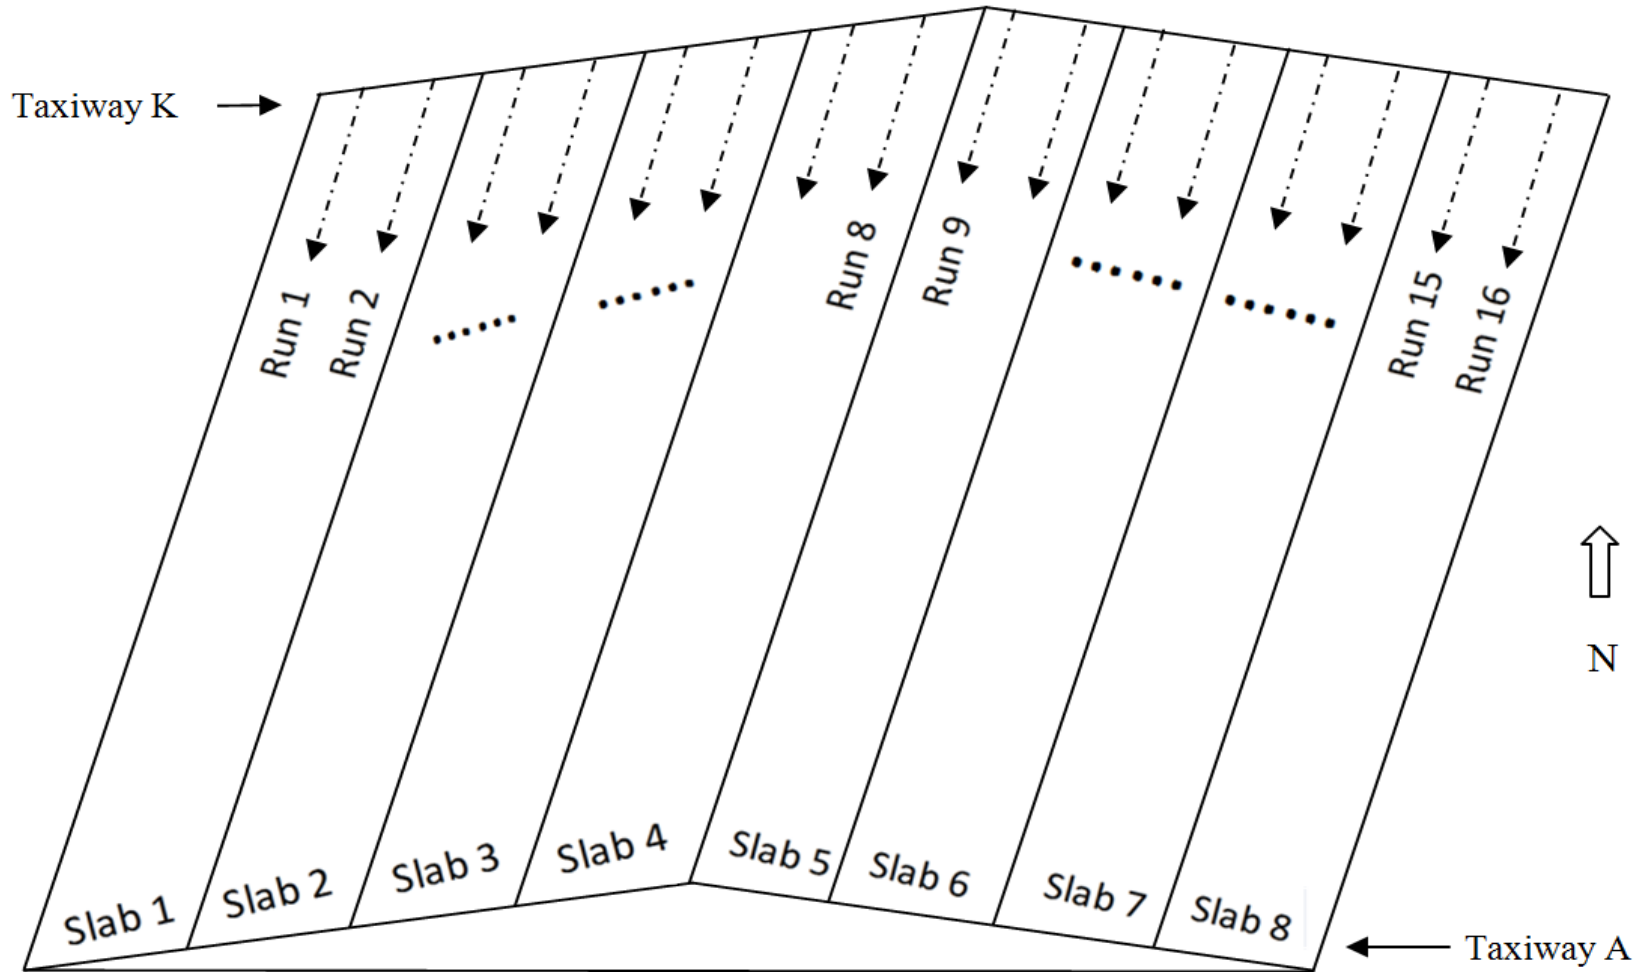 Taxiway K
Run 1
Run 2
......
......
Run 8
Run 9
......
......
Run 15
Run 16
N
Slab 1
Slab 2
Slab 3
Slab 4
Slab 5
Slab 6
Slab 7
Slab 8
Taxiway A